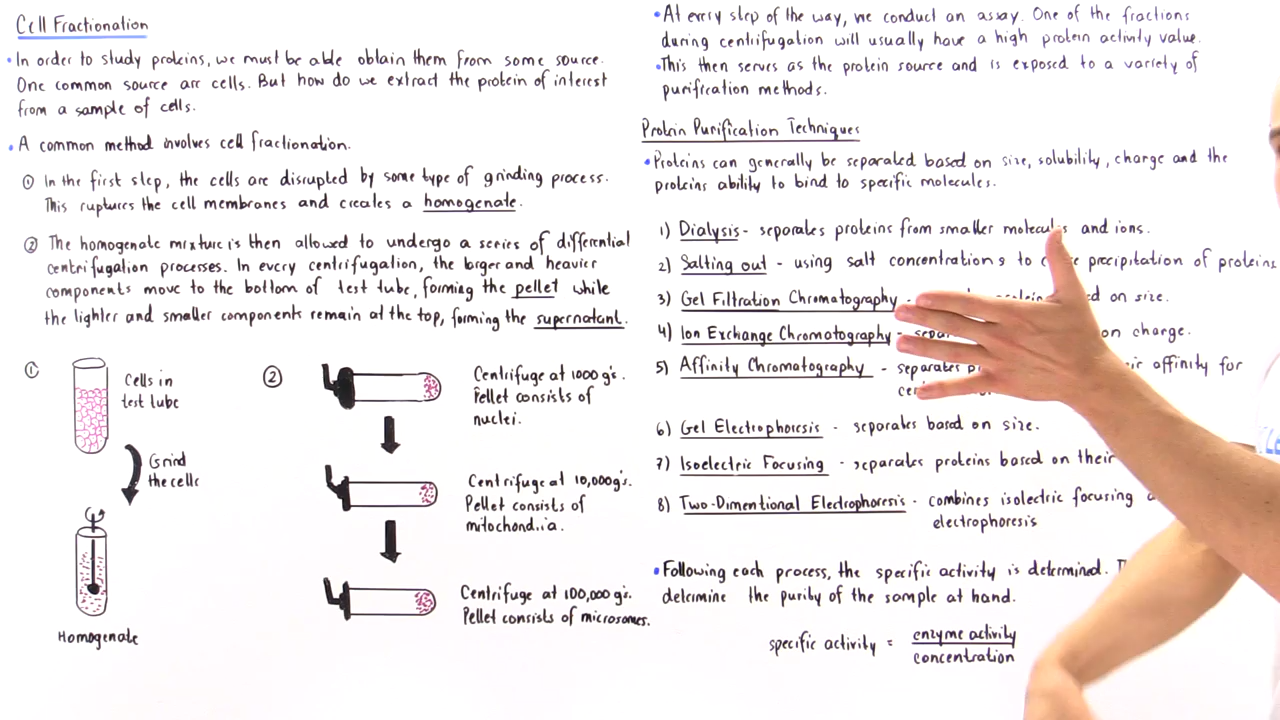 Cell Fractionation
• In order to study proteins, we must be able obtain them from some source.
One common source are cells. But how do we extract the protein of interest
from a sample of cells.
• A common method involves cell fractionation.
① In the first step, the cells are disrupted by some type of grinding process.
This ruptures the cell membranes and creates a homogenate.
② The homogenate mixture is then allowed to undergo a series of differential
centrifugation processes. In every centrifugation, the larger and heavier
components move to the bottom of test tube, forming the pellet while
the lighter and smaller components remain at the top, forming the supernatant.
①
Cells in
test tube
Grind
the cells
Homogenate
②
Centrifuge at 1000 g's.
Pellet consists of
nuclei.
Centrifuge at 10,000g's.
Pellet consists of
mitochondria.
Centrifuge at 100,000 g's.
Pellet consists of microsomes.
• At every step of the way, we conduct an assay. One of the fractions
during centrifugation will usually have a high protein activity value.
• This then serves as the protein source and is exposed to a variety of
purification methods.
Protein Purification Techniques
• Proteins can generally be separated based on size, solubility, charge and the
proteins ability to bind to specific molecules.
1) Dialysis - separates proteins from smaller molecules and ions.
2) Salting out - using salt concentrations to precipitation of proteins
3) Gel Filtration Chromatography - on size.
4) Ion Exchange Chromatography - on charge.
5) Affinity Chromatography - separates affinity for
6) Gel Electrophoresis - separates based on size.
7) Isoelectric Focusing - separates proteins based on their
8) Two-Dimentional Electrophoresis - combines isolectric focusing
electrophoresis
• Following each process, the specific activity is determined.
determine the purity of the sample at hand.
specific activity = enzyme activity
concentration